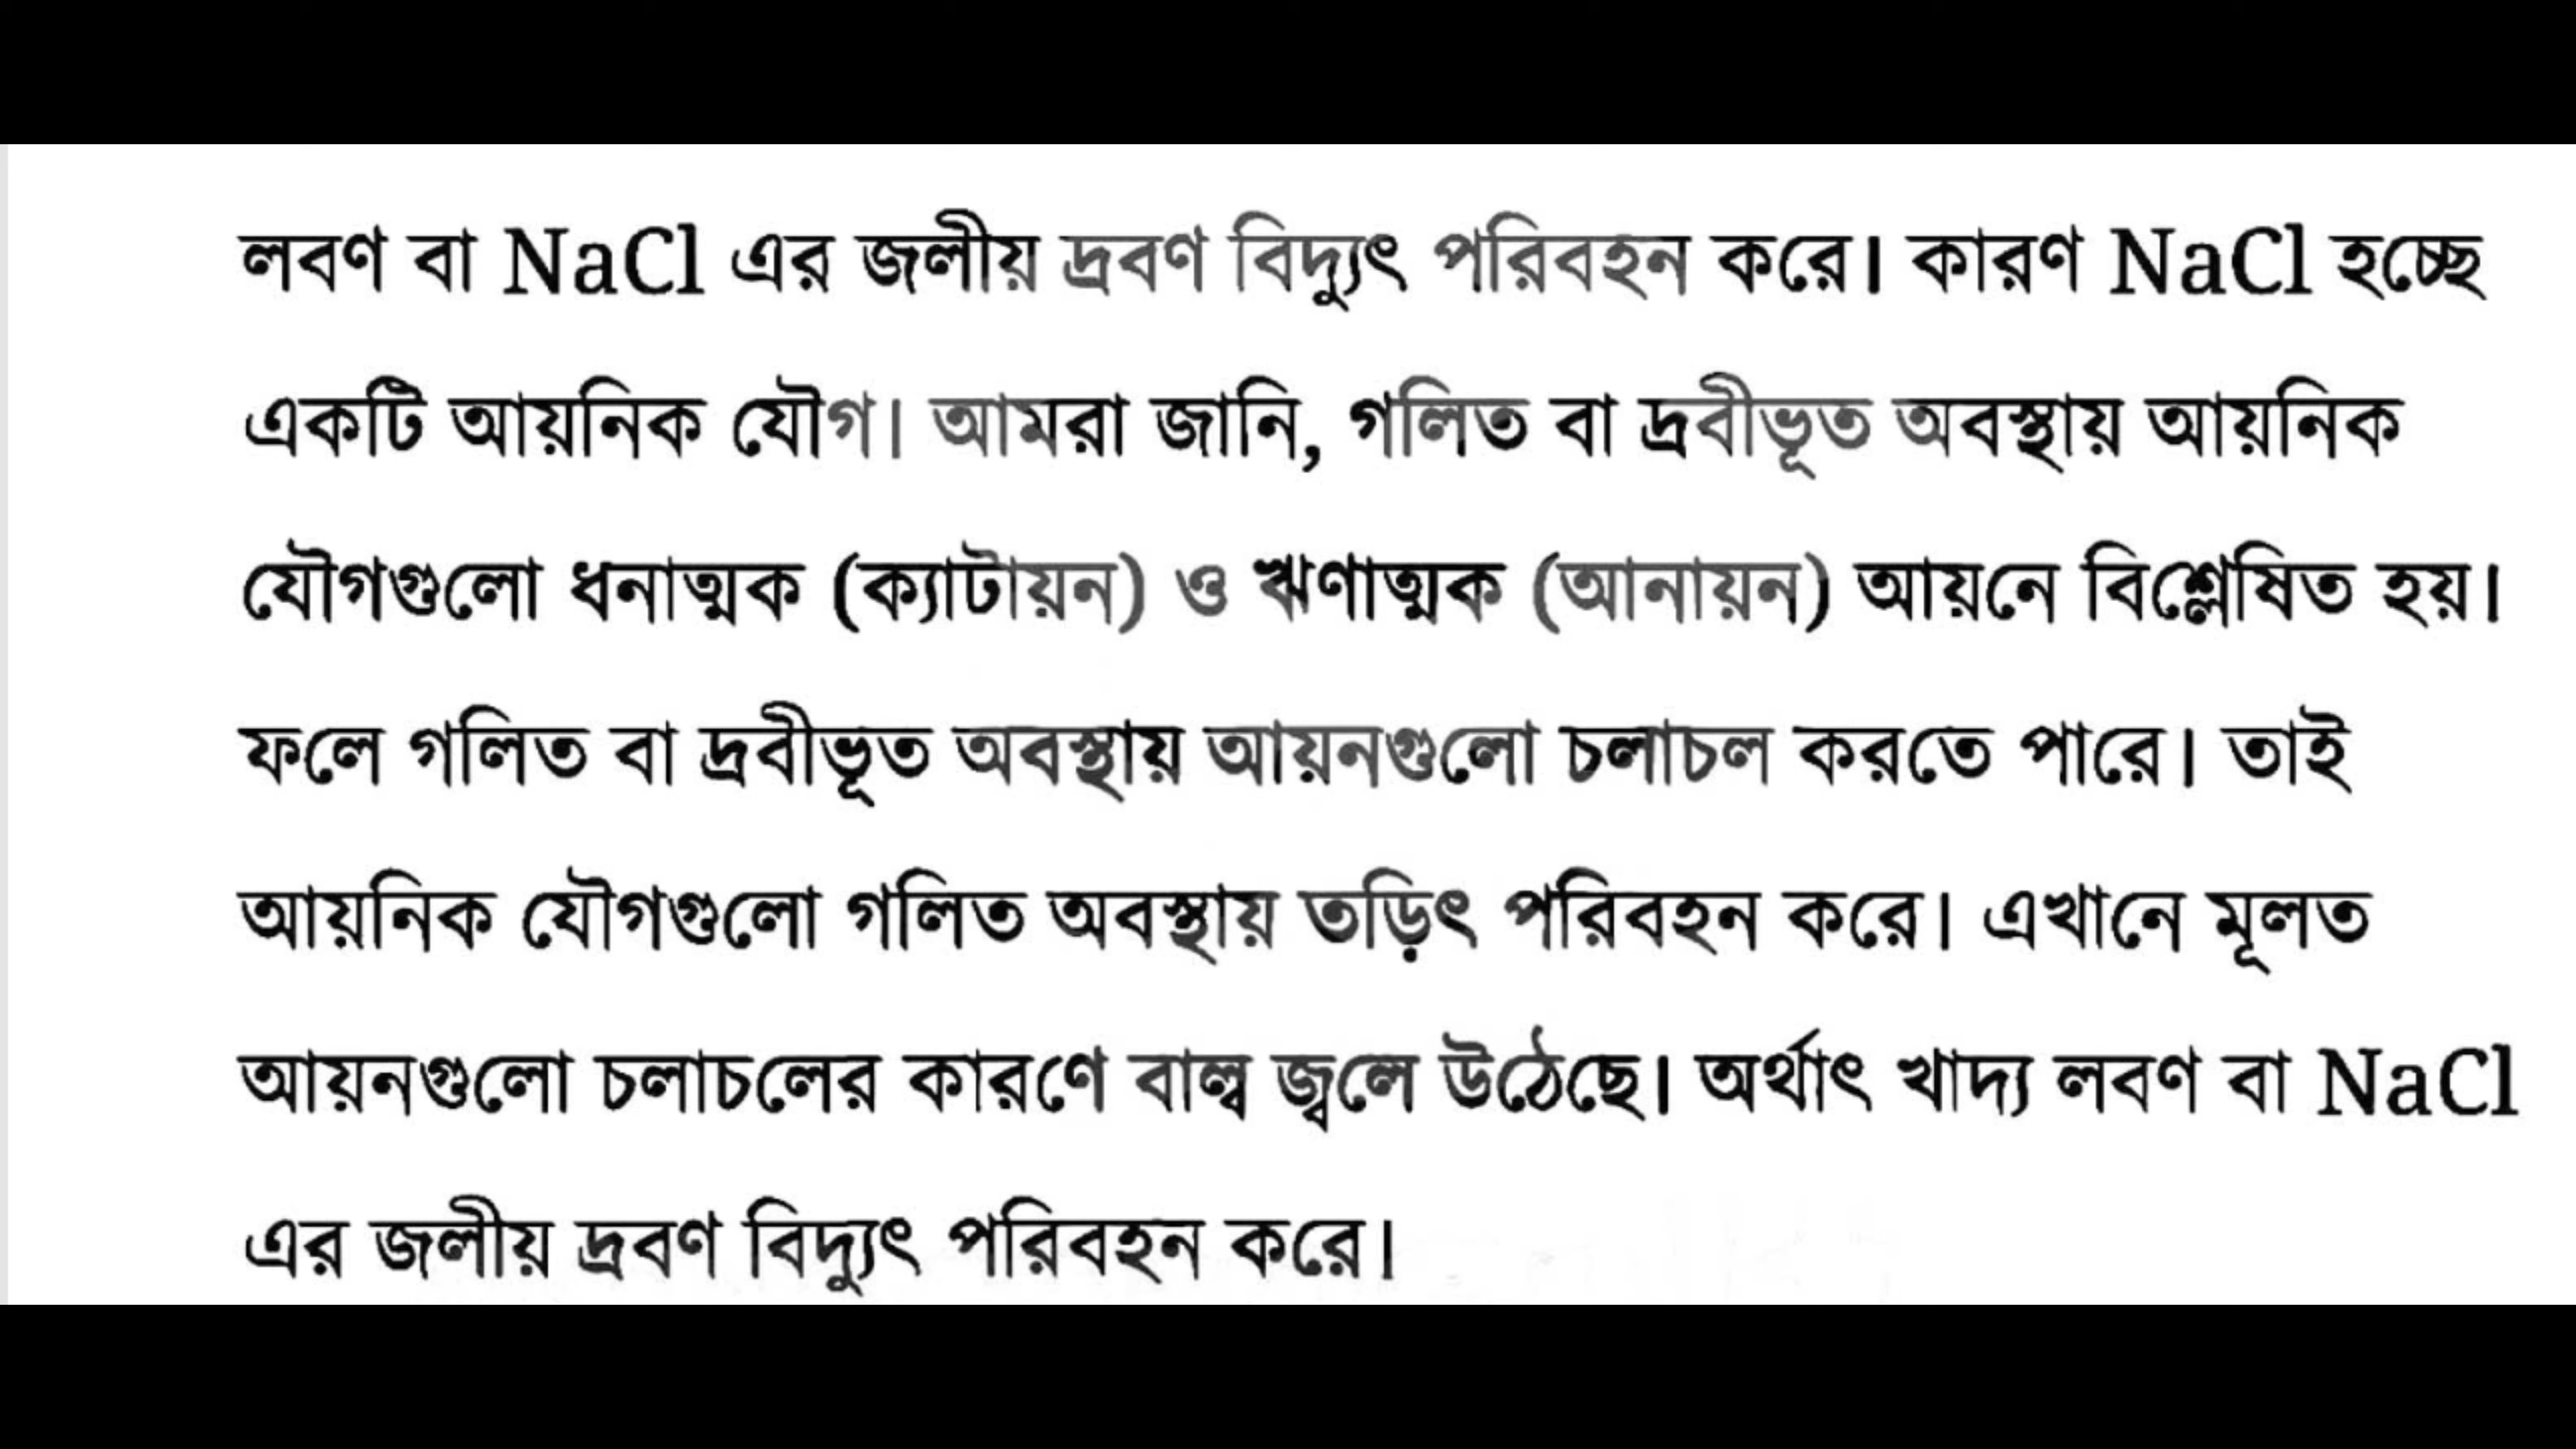 লবণ বা NaCl এর জলীয় দ্রবণ বিদ্যুৎ পরিবহন করে। কারণ NaCl হচ্ছে
একটি আয়নিক যৌগ। আমরা জানি, গলিত বা দ্রবীভূত অবস্থায় আয়নিক
যৌগগুলো ধনাত্মক (ক্যাটায়ন) ও ঋণাত্মক (আনায়ন) আয়নে বিশ্লেষিত হয়।
ফলে গলিত বা দ্রবীভূত অবস্থায় আয়নগুলো চলাচল করতে পারে। তাই
আয়নিক যৌগগুলো গলিত অবস্থায় তড়িৎ পরিবহন করে। এখানে মূলত
আয়নগুলো চলাচলের কারণে বাল্ব জ্বলে উঠেছে। অর্থাৎ খাদ্য লবণ বা NaCl
এর জলীয় দ্রবণ বিদ্যুৎ পরিবহন করে।